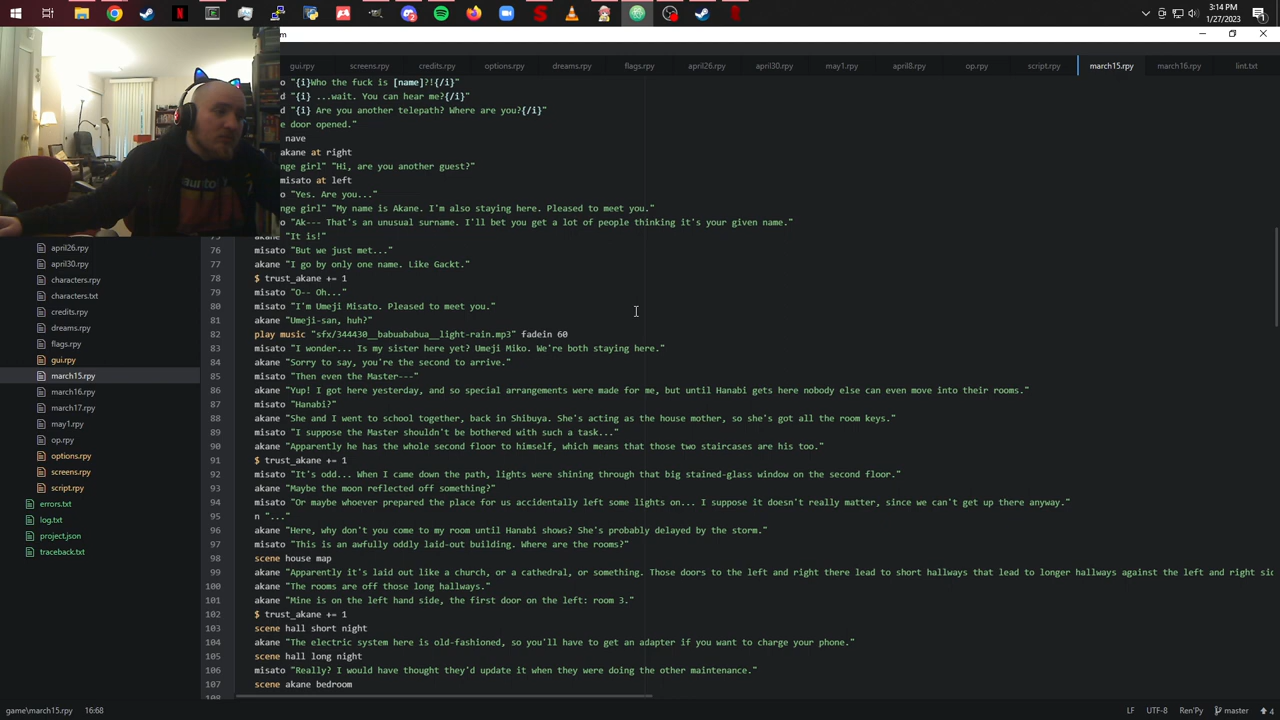 3:14 PM
1/27/2023
m
gui.rpy screens.rpy credits.rpy options.rpy dreams.rpy flags.rpy april26.rpy april30.rpy may1.rpy april8.rpy op.rpy script.rpy march15.rpy march16.rpy lint.txt
o "{i}Who the fuck is [name]?!{/i}"
d "{i} ...wait. You can hear me?{/i}"
d "{i} Are you another telepath? Where are you?{/i}"
e door opened."
nave
akane at right
nge girl" "Hi, are you another guest?"
misato at left
o "Yes. Are you..."
nge girl" "My name is Akane. I'm also staying here. Pleased to meet you."
o "Ak--- That's an unusual surname. I'll bet you get a lot of people thinking it's your given name."
akane "It is!"
76 misato "But we just met..."
77 akane "I go by only one name. Like Gackt."
78 $ trust_akane += 1
79 misato "O-- Oh..."
80 misato "I'm Umeji Misato. Pleased to meet you."
81 akane "Umeji-san, huh?"
82 play music "sfx/344430__babuababua__light-rain.mp3" fadein 60
83 misato "I wonder... Is my sister here yet? Umeji Miko. We're both staying here."
84 akane "Sorry to say, you're the second to arrive."
85 misato "Then even the Master---"
86 akane "Yup! I got here yesterday, and so special arrangements were made for me, but until Hanabi gets here nobody else can even move into their rooms."
87 misato "Hanabi?"
88 akane "She and I went to school together, back in Shibuya. She's acting as the house mother, so she's got all the room keys."
89 misato "I suppose the Master shouldn't be bothered with such a task..."
90 akane "Apparently he has the whole second floor to himself, which means that those two staircases are his too."
91 $ trust_akane += 1
92 misato "It's odd... When I came down the path, lights were shining through that big stained-glass window on the second floor."
93 akane "Maybe the moon reflected off something?"
94 misato "Or maybe whoever prepared the place for us accidentally left some lights on... I suppose it doesn't really matter, since we can't get up there anyway."
95 n "..."
96 akane "Here, why don't you come to my room until Hanabi shows? She's probably delayed by the storm."
97 misato "This is an awfully oddly laid-out building. Where are the rooms?"
98 scene house map
99 akane "Apparently it's laid out like a church, or a cathedral, or something. Those doors to the left and right there lead to short hallways that lead to longer hallways against the left and right sid
100 akane "The rooms are off those long hallways."
101 akane "Mine is on the left hand side, the first door on the left: room 3."
102 $ trust_akane += 1
103 scene hall short night
104 akane "The electric system here is old-fashioned, so you'll have to get an adapter if you want to charge your phone."
105 scene hall long night
106 misato "Really? I would have thought they'd update it when they were doing the other maintenance."
107 scene akane bedroom
april26.rpy
april30.rpy
characters.rpy
characters.txt
credits.rpy
dreams.rpy
flags.rpy
gui.rpy
march15.rpy
march16.rpy
march17.rpy
may1.rpy
op.rpy
options.rpy
screens.rpy
script.rpy
errors.txt
log.txt
project.json
traceback.txt
game\march15.rpy 16:68 LF UTF-8 Ren'Py master 4